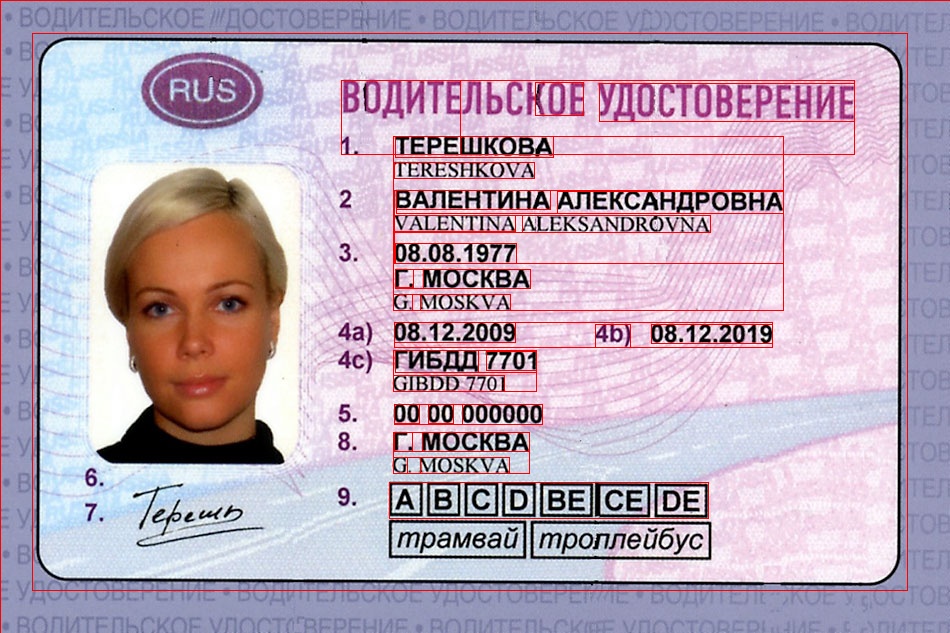 • ВОДИТЕЛЬСКОЕ УДОСТОВЕРЕНИЕ • ВОДИТЕЛЬСКОЕ УДОСТОВЕРЕНИЕ • ВОДИТЕЛЬ
RUS
ВОДИТЕЛЬСКОЕ УДОСТОВЕРЕНИЕ
1. ТЕРЕШКОВА
TERESHKOVA
2 ВАЛЕНТИНА АЛЕКСАНДРОВНА
VALENTINA ALEKSANDROVNA
3. 08.08.1977
Г. МОСКВА
G. MOSKVA
4a) 08.12.2009 4b) 08.12.2019
4c) ГИБДД 7701
GIBDD 7701
5. 00 00 000000
8. Г. МОСКВА
G. MOSKVA
6.
7. Терешь
9. A B C D BE CE DE
трамвай троллейбус
УДОСТОВЕРЕНИЕ • ВОДИТЕЛЬСКОЕ УДОСТОВЕРЕНИЕ • ВОДИТЕЛЬСКОЕ
• ВОДИТЕЛЬСКОЕ УДОСТОВЕРЕНИЕ • ВОДИТЕЛЬСКОЕ УДОСТОВЕРЕНИЕ • ВОДИТЕЛЬ